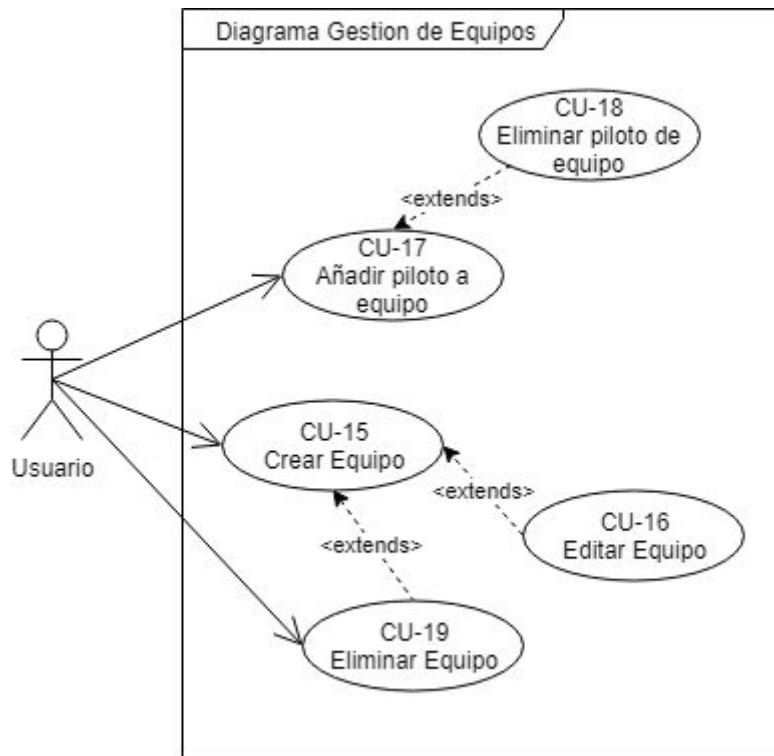 Diagrama Gestion de Equipos
CU-18
Eliminar piloto de
equipo
<extends>
CU-17
Añadir piloto a
equipo
Usuario
CU-15
Crear Equipo
<extends>
CU-16
Editar Equipo
<extends>
CU-19
Eliminar Equipo